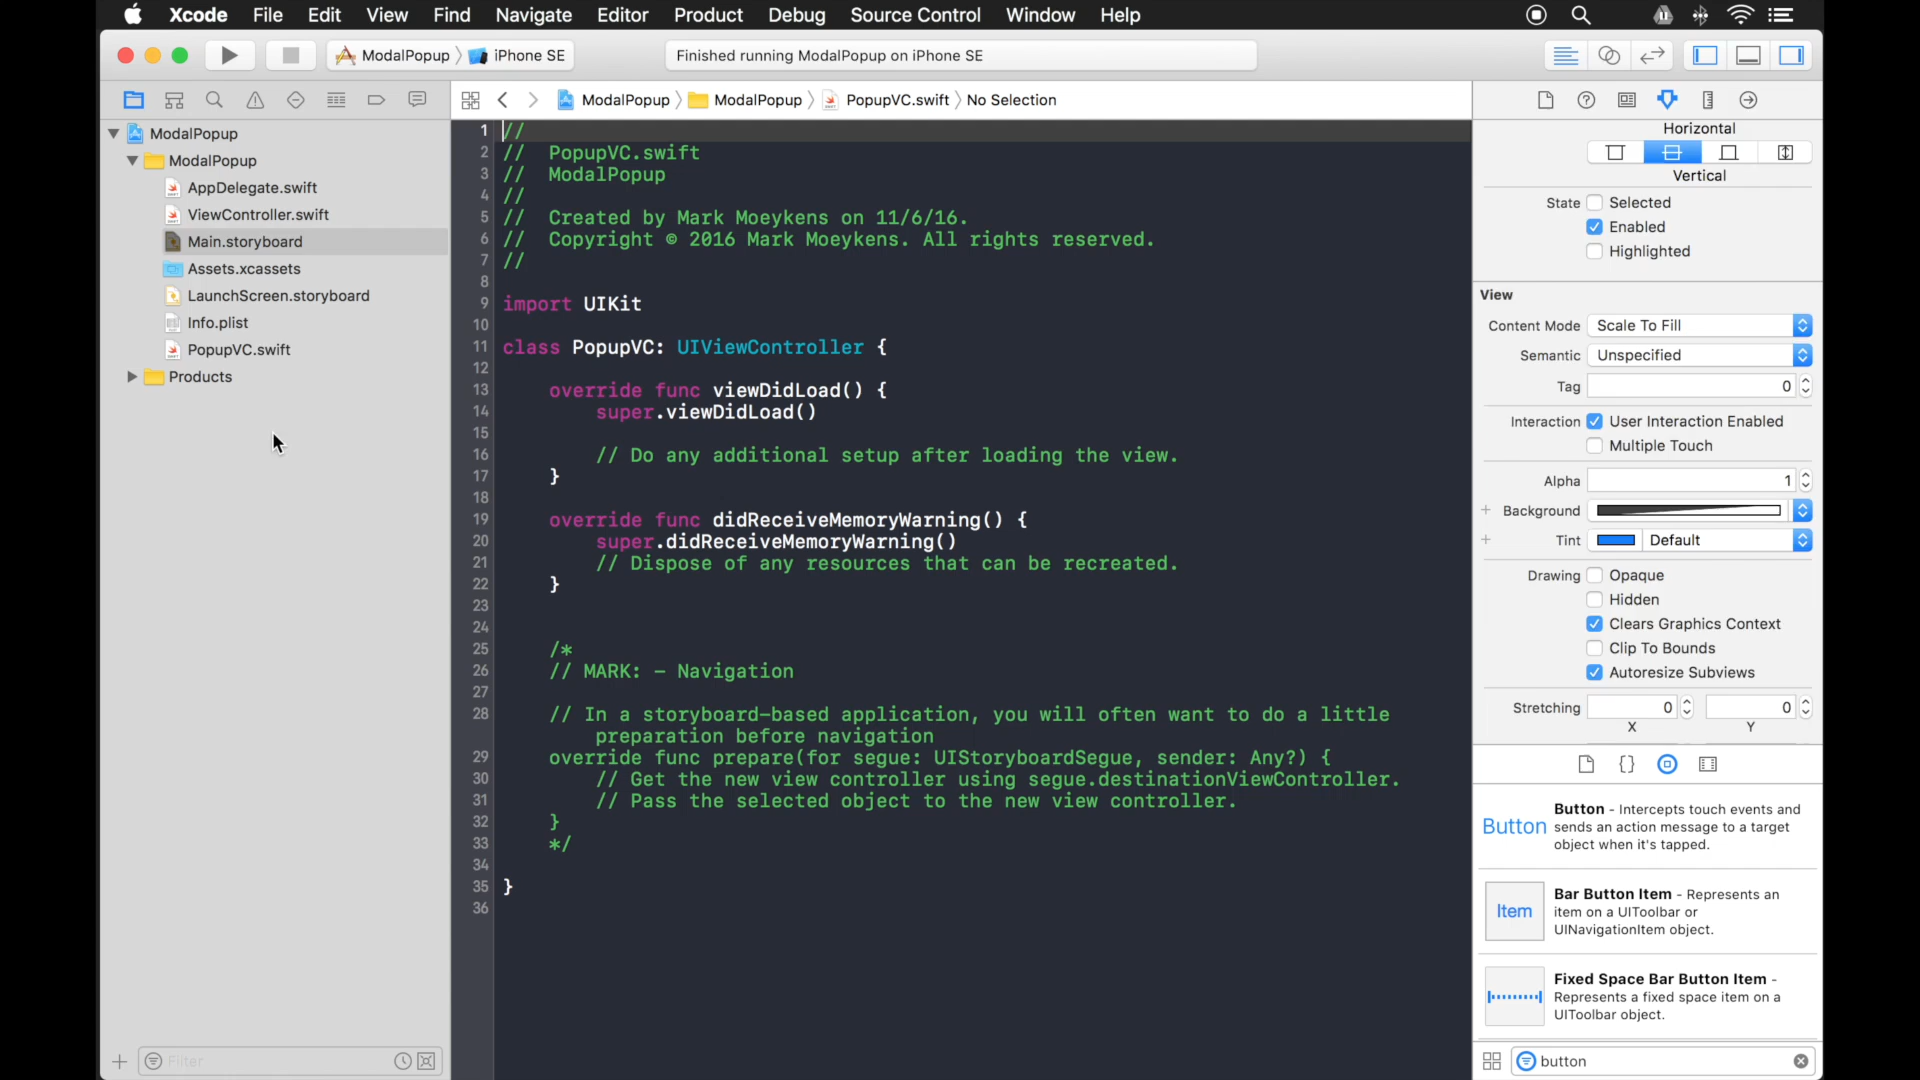 Xcode File Edit View Find Navigate Editor Product Debug Source Control Window Help
ModalPopup iPhone SE
Finished running ModalPopup on iPhone SE
ModalPopup ModalPopup PopupVC.swift No Selection
ModalPopup
ModalPopup
AppDelegate.swift
ViewController.swift
Main.storyboard
Assets.xcassets
LaunchScreen.storyboard
Info.plist
PopupVC.swift
Products
Filter
1 //
2 // PopupVC.swift
3 // ModalPopup
4 //
5 // Created by Mark Moeykens on 11/6/16.
6 // Copyright © 2016 Mark Moeykens. All rights reserved.
7 //
8
9 import UIKit
10
11 class PopupVC: UIViewController {
12
13 override func viewDidLoad() {
14 super.viewDidLoad()
15
16 // Do any additional setup after loading the view.
17 }
18
19 override func didReceiveMemoryWarning() {
20 super.didReceiveMemoryWarning()
21 // Dispose of any resources that can be recreated.
22 }
23
24
25 /*
26 // MARK: - Navigation
27
28 // In a storyboard-based application, you will often want to do a little
preparation before navigation
29 override func prepare(for segue: UIStoryboardSegue, sender: Any?) {
30 // Get the new view controller using segue.destinationViewController.
31 // Pass the selected object to the new view controller.
32 }
33 */
34
35 }
36
Horizontal
Vertical
State Selected
Enabled
Highlighted
View
Content Mode Scale To Fill
Semantic Unspecified
Tag 0
Interaction User Interaction Enabled
Multiple Touch
Alpha 1
Background
Tint Default
Drawing Opaque
Hidden
Clears Graphics Context
Clip To Bounds
Autoresize Subviews
Stretching 0 0
X Y
Button
Button - Intercepts touch events and
sends an action message to a target
object when it's tapped.
Item
Bar Button Item - Represents an
item on a UIToolbar or
UINavigationItem object.
Fixed Space Bar Button Item -
Represents a fixed space item on a
UIToolbar object.
button